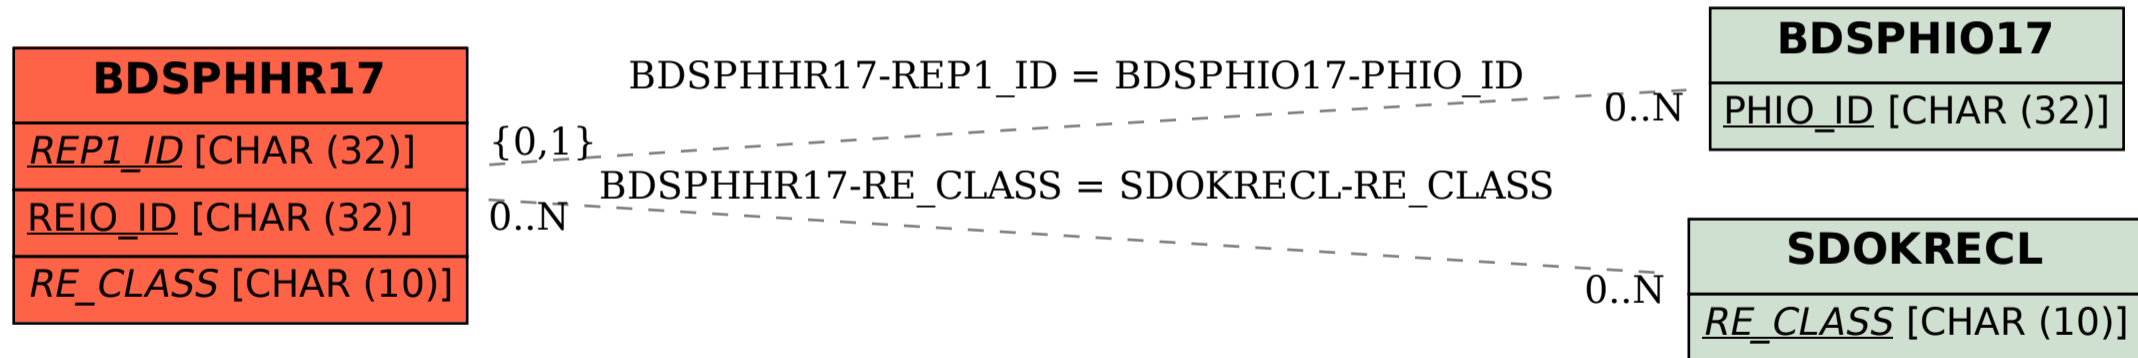 BDSPHHR17
REP1_ID [CHAR (32)]
REIO_ID [CHAR (32)]
RE_CLASS [CHAR (10)]
BDSPHHR17-REP1_ID = BDSPHIO17-PHIO_ID
{0,1}
0..N
BDSPHHR17-RE_CLASS = SDOKRECL-RE_CLASS
0..N
0..N
BDSPHIO17
PHIO_ID [CHAR (32)]
SDOKRECL
RE_CLASS [CHAR (10)]